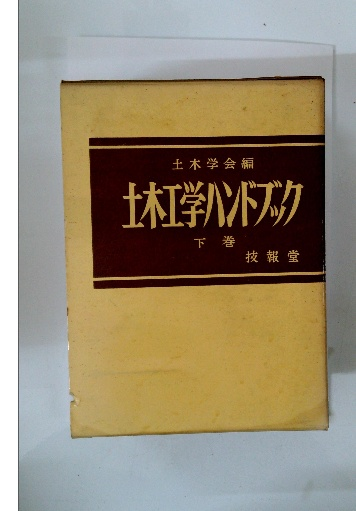 土木学会編
土木工学ハンドブック
下巻
技報堂